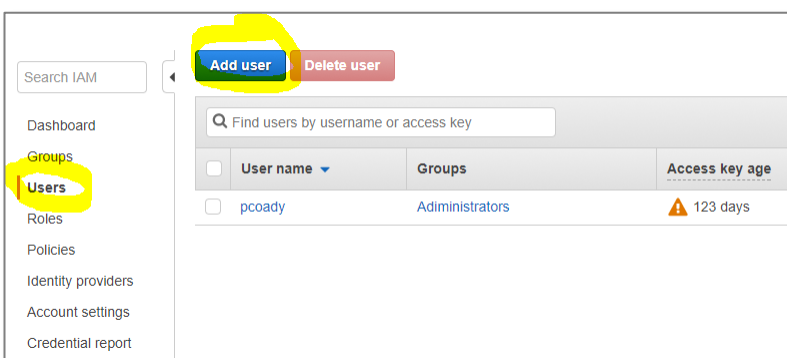 Add user Delete user
Search IAM
Find users by username or access key
Dashboard
Groups
Users
Roles
Policies
Identity providers
Account settings
Credential report
User name Groups Access key age
pcoady Adiministrators 123 days